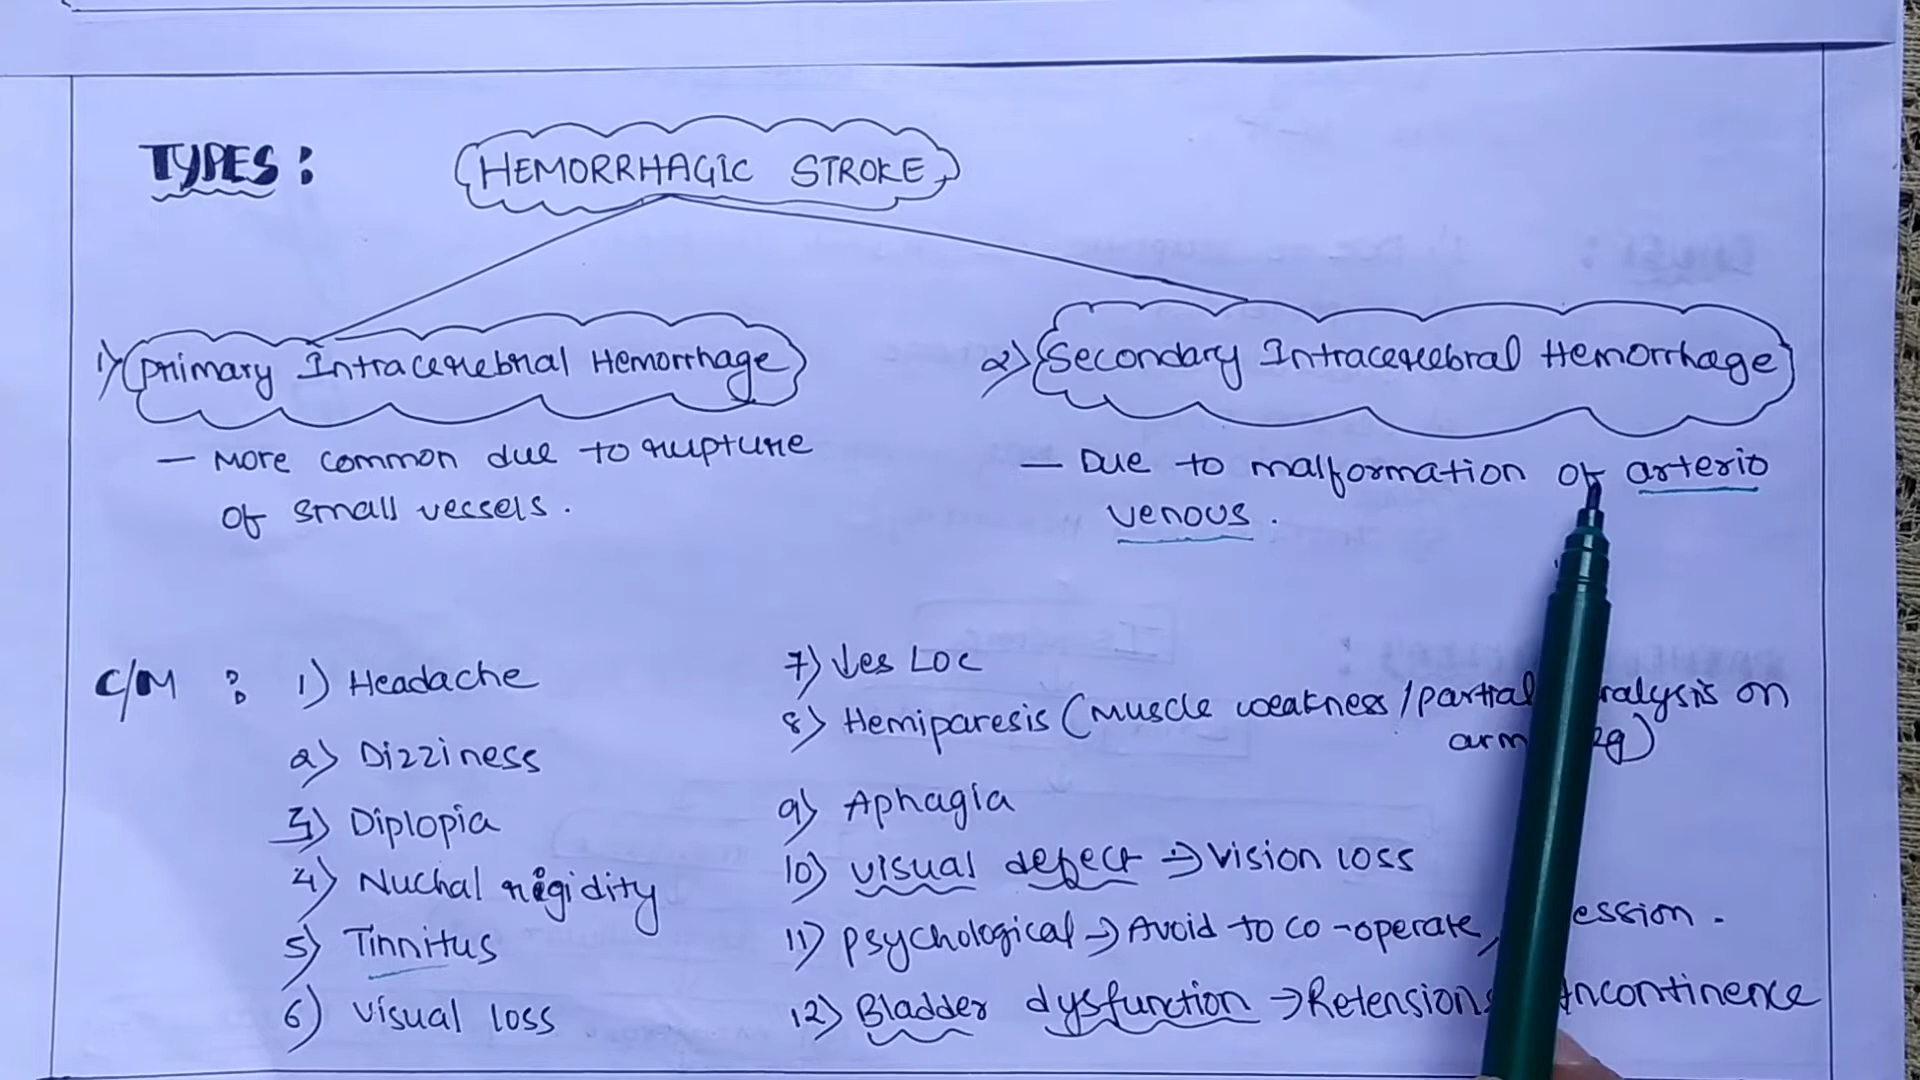 TYPES :
HEMORRHAGIC STROKE
1) Primary Intracerebral Hemorrhage
- More common due to rupture
of small vessels.
2) Secondary Intracerebral Hemorrhage
- Due to malformation of arterio
venous.
C/M :
1) Headache
2) Dizziness
3) Diplopia
4) Nuchal rigidity
5) Tinnitus
6) Visual loss
7) ↓es LOC
8) Hemiparesis (Muscle weakness / partial on
arm
9) Aphagia
10) visual defect → Vision loss
11) psychological → Avoid to co-operate,
12) Bladder dysfunction → Retension Incontinence